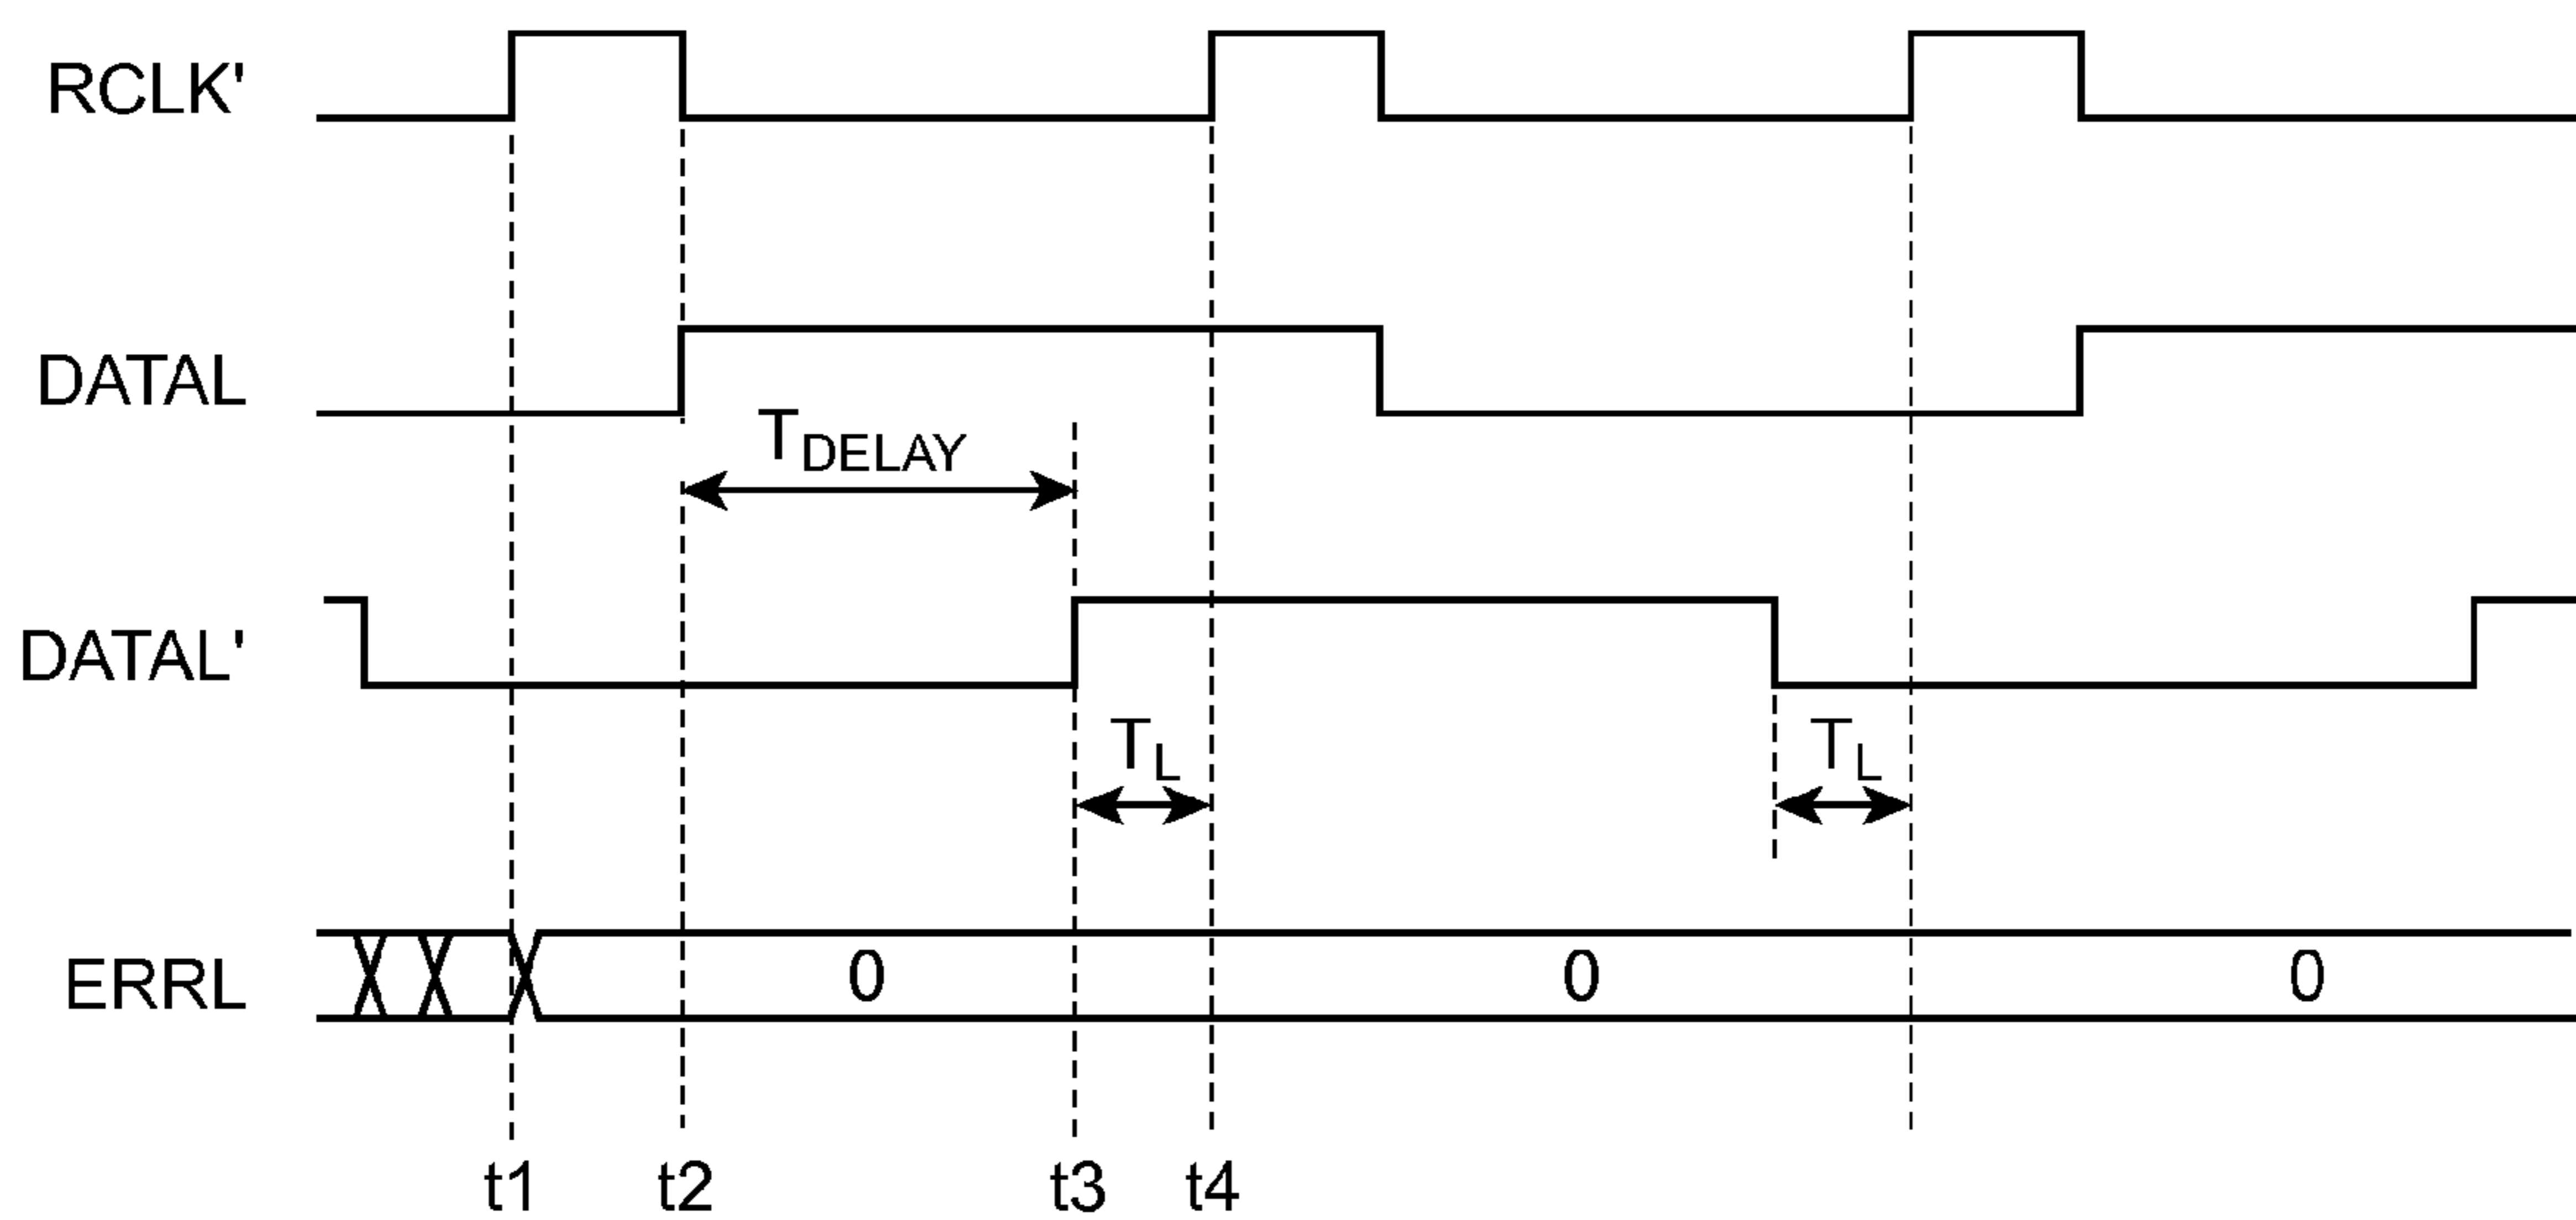 RCLK'
DATAL
TDELAY
DATAL'
TL TL
ERRL 0 0 0
t1 t2 t3 t4